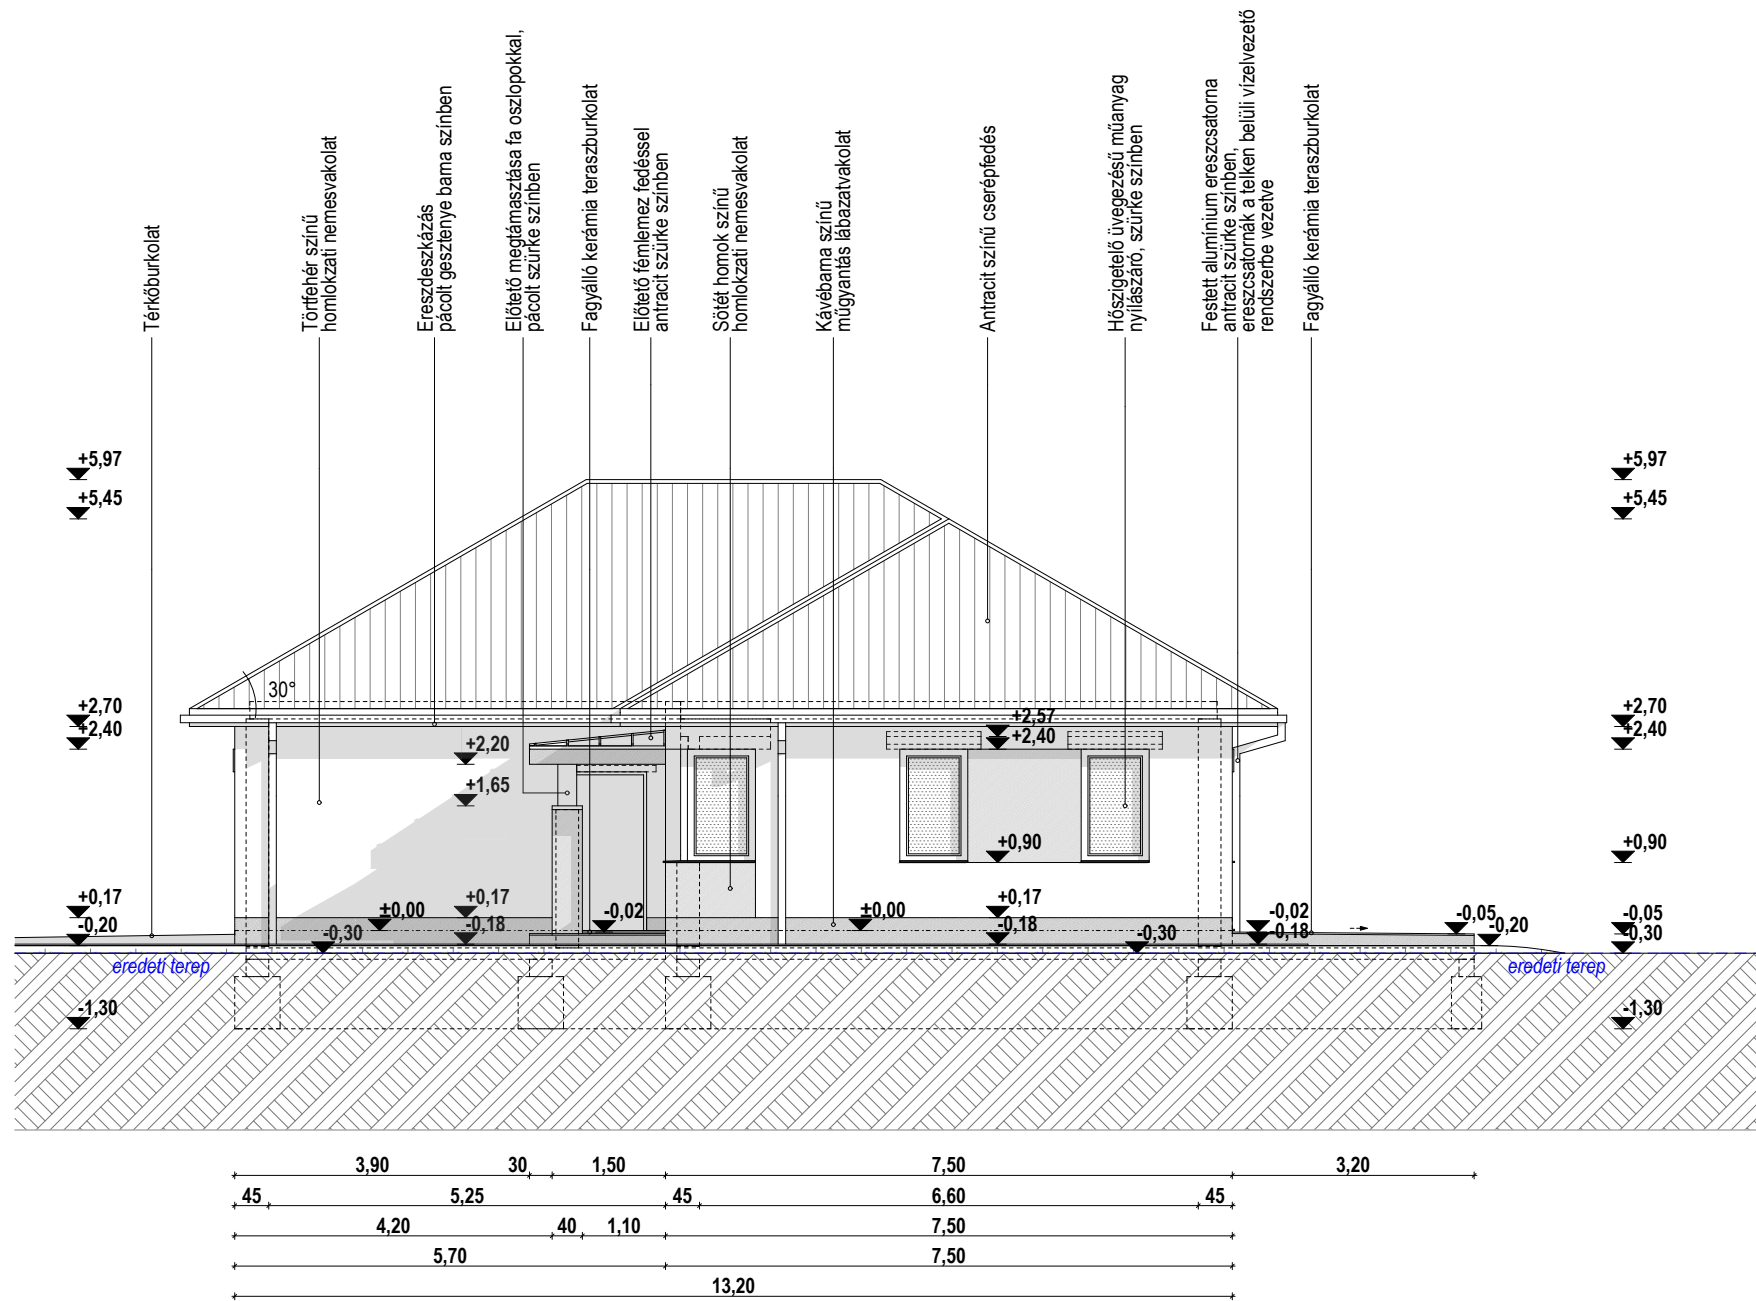 Térkőburkolat
Törtfehér színű
homlokzati nemesvakolat
Ereszdeszkázás
pácolt gesztenye barna színben
Előtető megtámasztása fa oszlopokkal,
pácolt szürke színben
Fagyálló kerámia teraszburkolat
Előtető fémlemez fedéssel
antracit szürke színben
Sötét homok színű
homlokzati nemesvakolat
Kávébarna színű
műgyantás lábazatvakolat
Antracit színű cserépfedés
Hőszigetelő üvegezésű műanyag
nyílászáró, szürke színben
Festett alumínium ereszcsatorna
antracit szürke színben,
ereszcsatornák a telken belüli vízelvezető
rendszerbe vezetve
Fagyálló kerámia teraszburkolat
+5,97 +5,97
+5,45 +5,45
30°
+2,70 +2,57 +2,70
+2,40 +2,20 +2,40 +2,40
+1,65
+0,90 +0,90
+0,17 +0,17 +0,17
±0,00 -0,02 ±0,00 -0,02 -0,05 -0,05
-0,20 -0,30 -0,18 -0,18 -0,30 -0,18 -0,20 -0,30
eredeti terep eredeti terep
-1,30 -1,30
3,90 30 1,50 7,50 3,20
45 5,25 45 6,60 45
4,20 40 1,10 7,50
5,70 7,50
13,20